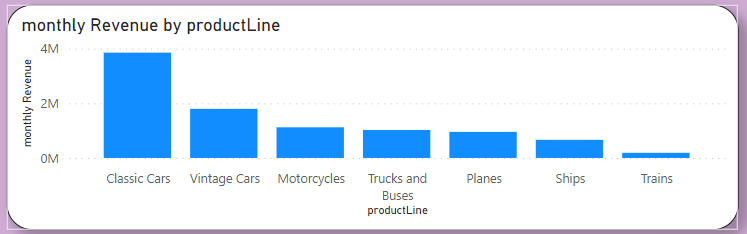 monthly Revenue by productLine
4M
2M
0M
monthly Revenue
Classic Cars
Vintage Cars
Motorcycles
Trucks and
Buses
Planes
Ships
Trains
productLine